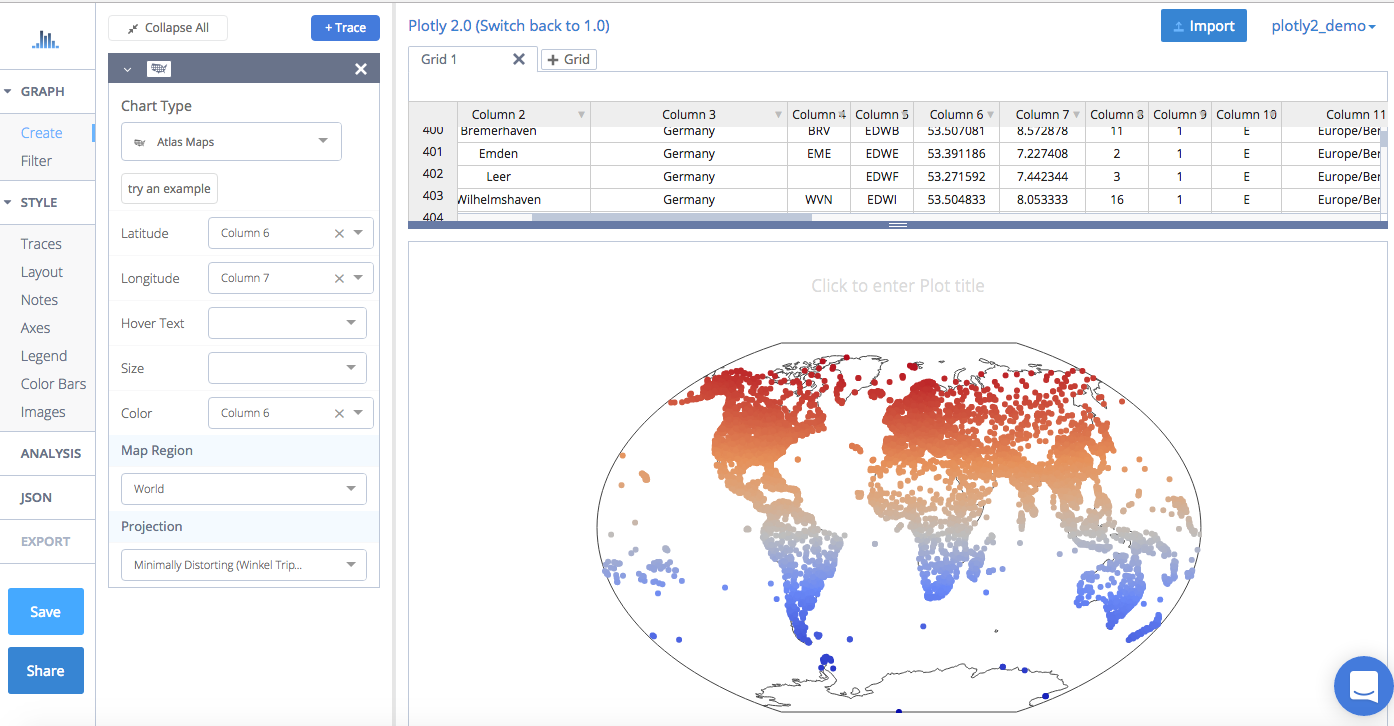 Collapse All
+ Trace
Plotly 2.0 (Switch back to 1.0)
Import
plotly2_demo
Grid 1
+ Grid
GRAPH
Create
Filter
STYLE
Traces
Layout
Notes
Axes
Legend
Color Bars
Images
ANALYSIS
JSON
EXPORT
Save
Share
Chart Type
Atlas Maps
try an example
Latitude Column 6
Longitude Column 7
Hover Text
Size
Color Column 6
Map Region
World
Projection
Minimally Distorting (Winkel Trip...
Column 2 Column 3 Column 4 Column 5 Column 6 Column 7 Column 8 Column 9 Column 10 Column 11
400 Bremerhaven Germany BRV EDWB 53.507081 8.572878 11 1 E Europe/Ber
401 Emden Germany EME EDWE 53.391186 7.227408 2 1 E Europe/Ber
402 Leer Germany EDWF 53.271592 7.442344 3 1 E Europe/Ber
403 Wilhelmshaven Germany WVN EDWI 53.504833 8.053333 16 1 E Europe/Ber
404
Click to enter Plot title